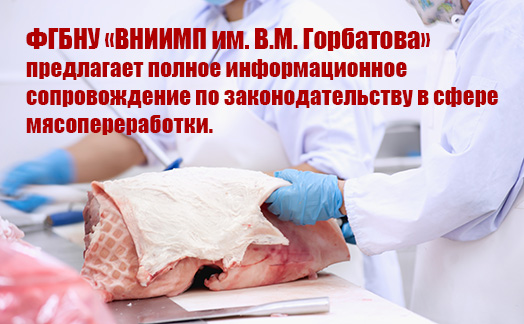 ФГБНУ «ВНИИМП им. В.М. Горбатова»
предлагает полное информационное
сопровождение по законодательству в сфере
мясопереработки.